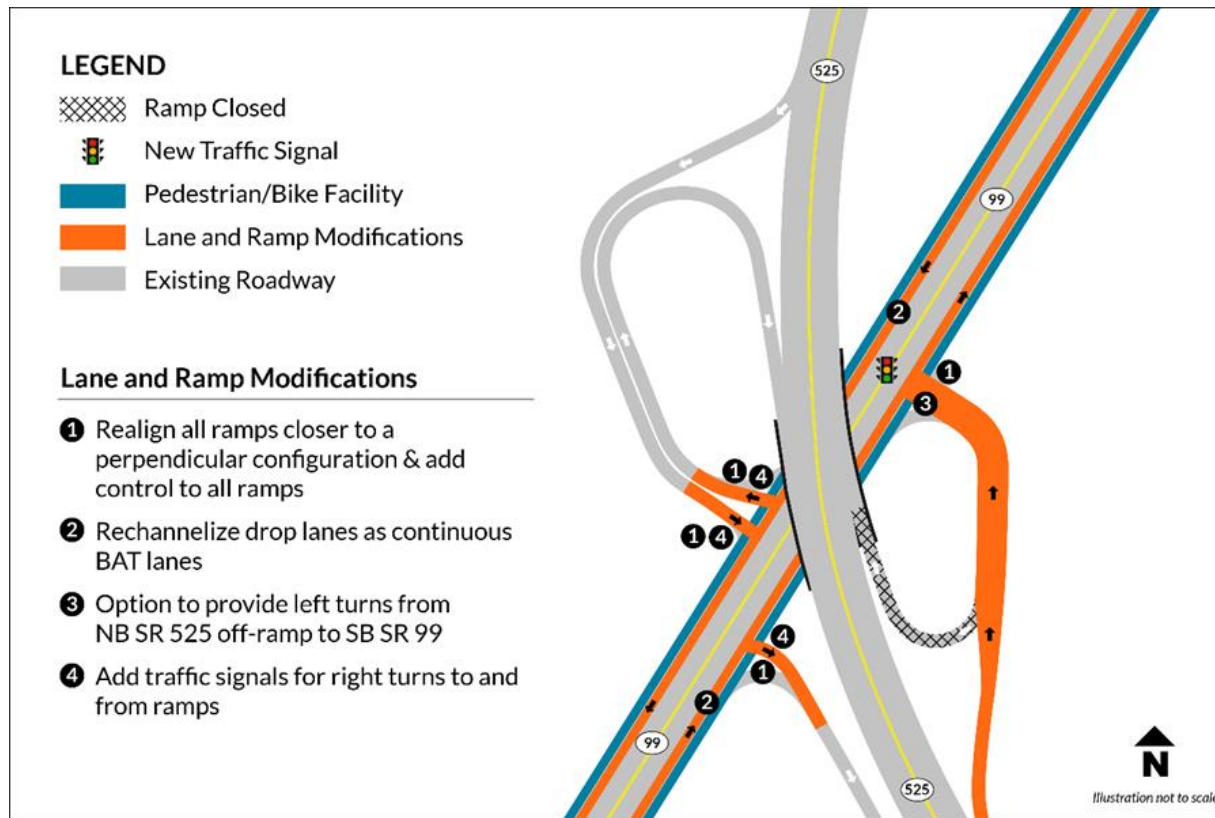 LEGEND
Ramp Closed
New Traffic Signal
Pedestrian/Bike Facility
Lane and Ramp Modifications
Existing Roadway
Lane and Ramp Modifications
1 Realign all ramps closer to a
perpendicular configuration & add
control to all ramps
2 Rechannelize drop lanes as continuous
BAT lanes
3 Option to provide left turns from
NB SR 525 off-ramp to SB SR 99
4 Add traffic signals for right turns to and
from ramps
525
99
2
1
3
1 4
1 4
4
1
2
99
525
N
Illustration not to scale